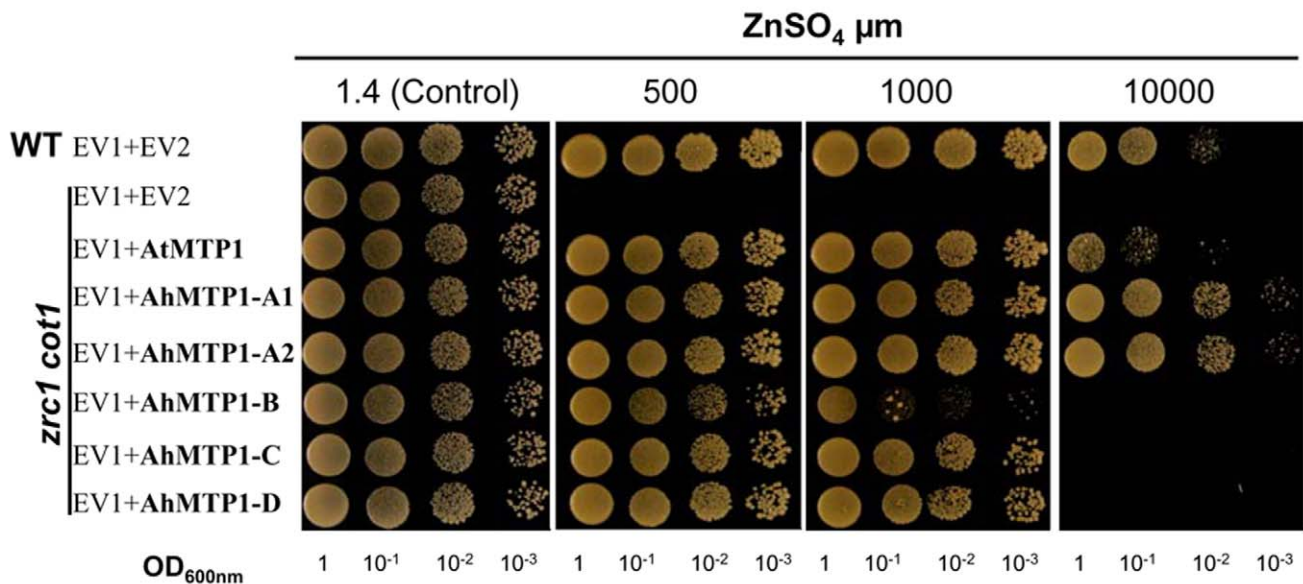 ZnSO₄ µm
1.4 (Control) 500 1000 10000
WT EV1+EV2
EV1+EV2
EV1+AtMTP1
EV1+AhMTP1-A1
EV1+AhMTP1-A2
EV1+AhMTP1-B
EV1+AhMTP1-C
EV1+AhMTP1-D
zrc1 cot1
OD₆₀₀nm 1 10⁻¹ 10⁻² 10⁻³ 1 10⁻¹ 10⁻² 10⁻³ 1 10⁻¹ 10⁻² 10⁻³ 1 10⁻¹ 10⁻² 10⁻³